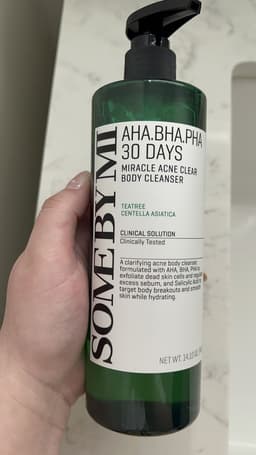 SOME BY MI
AHA.BHA.PHA
30 DAYS
MIRACLE ACNE CLEAR
BODY CLEANSER
TEATREE
CENTELLA ASIATICA
CLINICAL SOLUTION
Clinically Tested
A clarifying acne body cleanser
formulated with AHA, BHA, PHA to
exfoliate dead skin cells and
excess sebum, and Salicylic Acid to
target body breakouts and
skin while hydrating.
NET WT. 14.10